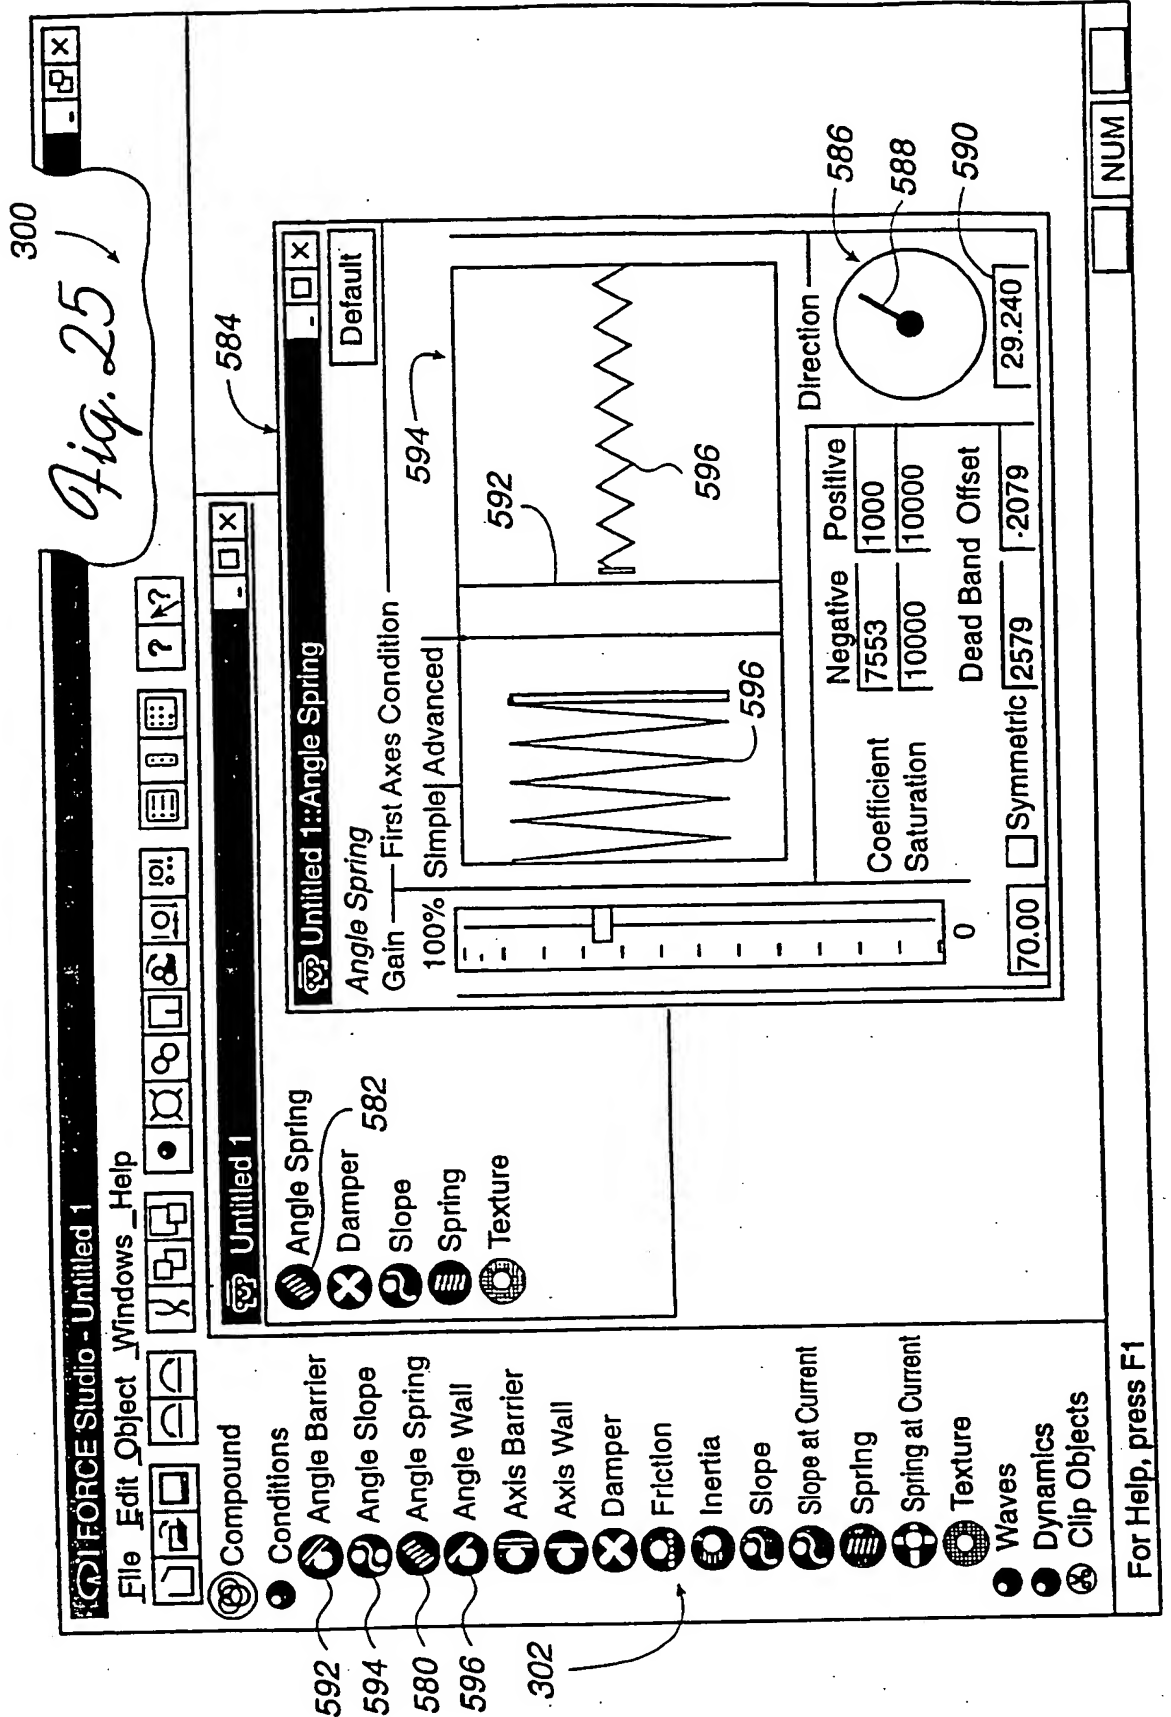 Fig. 25
300
I FORCE Studio - Untitled 1
File Edit Object Windows Help
Compound
Conditions
Angle Barrier
Angle Slope
Angle Spring
Angle Wall
Axis Barrier
Axis Wall
Damper
Friction
Inertia
Slope
Slope at Current
Spring
Spring at Current
Texture
Waves
Dynamics
Clip Objects
592
594
580
596
302
Untitled 1
Angle Spring
582
Damper
Slope
Spring
Texture
584
Untitled 1::Angle Spring
Angle Spring
Default
Gain
First Axes Condition
100%
Simple Advanced
592
594
596
596
0
70.00
Negative Positive
Coefficient 7553 1000
Saturation 10000 10000
Dead Band Offset
Symmetric 2579 -2079
Direction
586
588
590
29.240
For Help, press F1
NUM